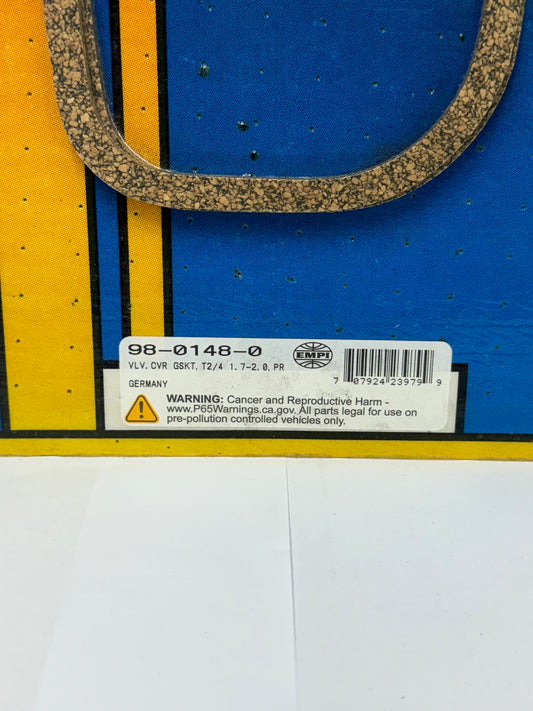 98-0148-0
EMPI
VLV.CVR GSKT, T2/4 1.7-2.0, PR
7 07924 23979 9
GERMANY
WARNING: Cancer and Reproductive Harm -
www.P65Warnings.ca.gov. All parts legal for use on
pre-pollution controlled vehicles only.